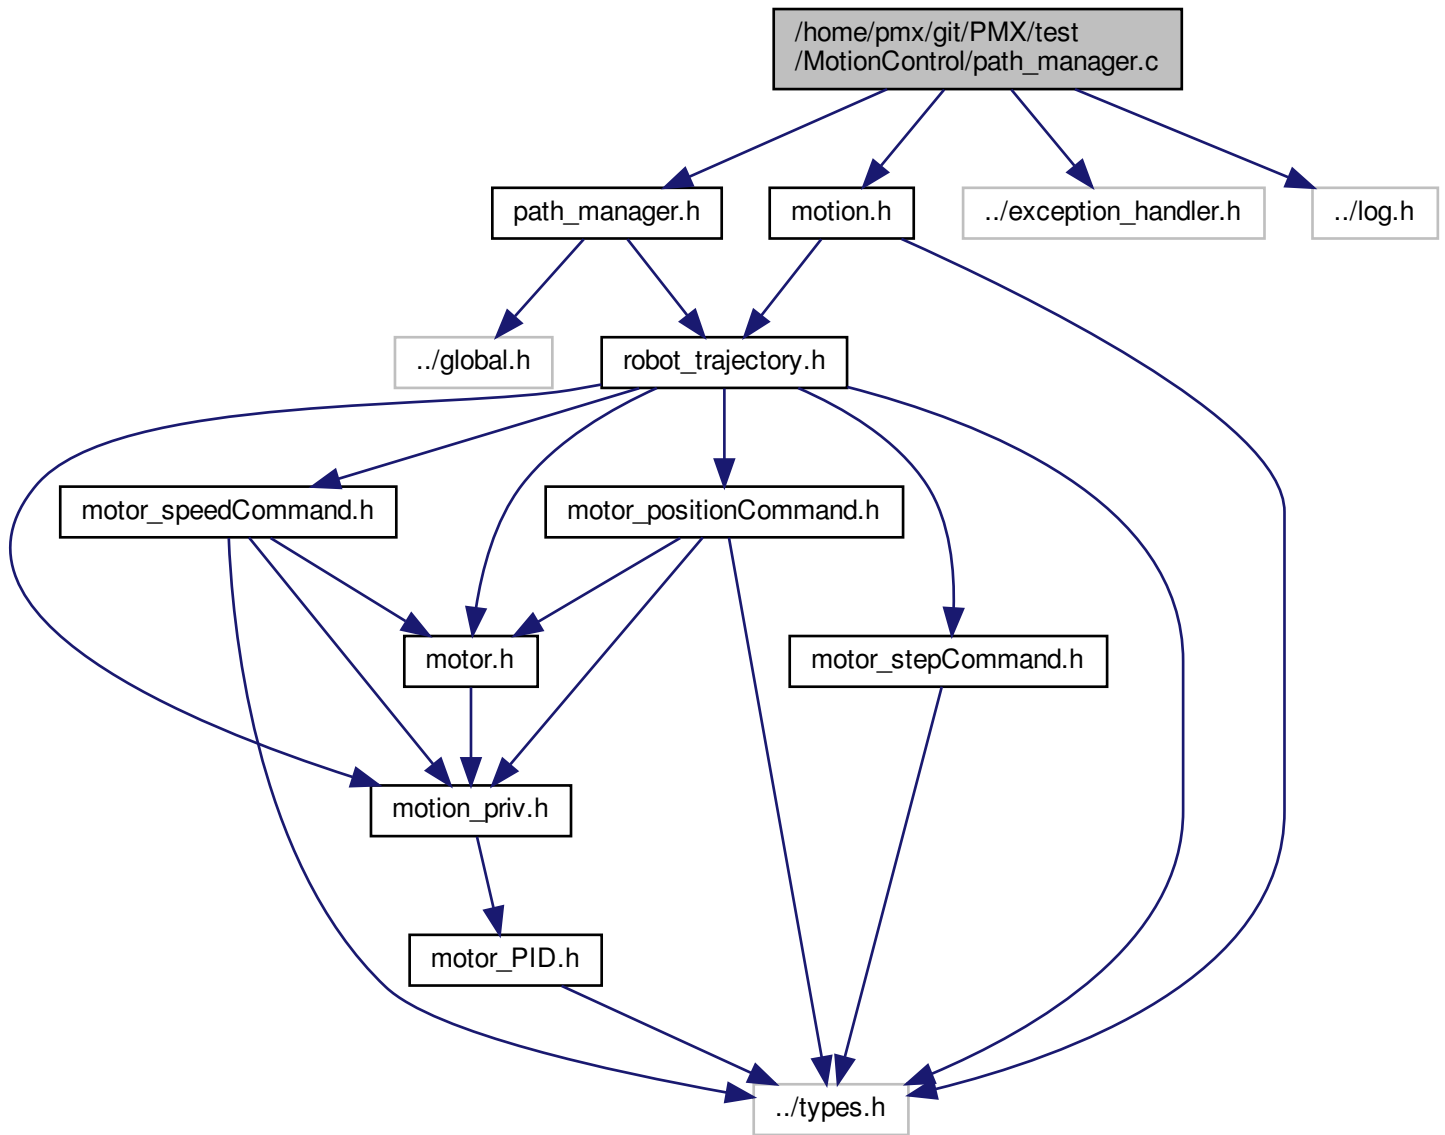 /home/pmx/git/PMX/test
/MotionControl/path_manager.c
path_manager.h
motion.h
../exception_handler.h
../log.h
../global.h
robot_trajectory.h
motor_speedCommand.h
motor_positionCommand.h
motor.h
motor_stepCommand.h
motion_priv.h
motor_PID.h
../types.h